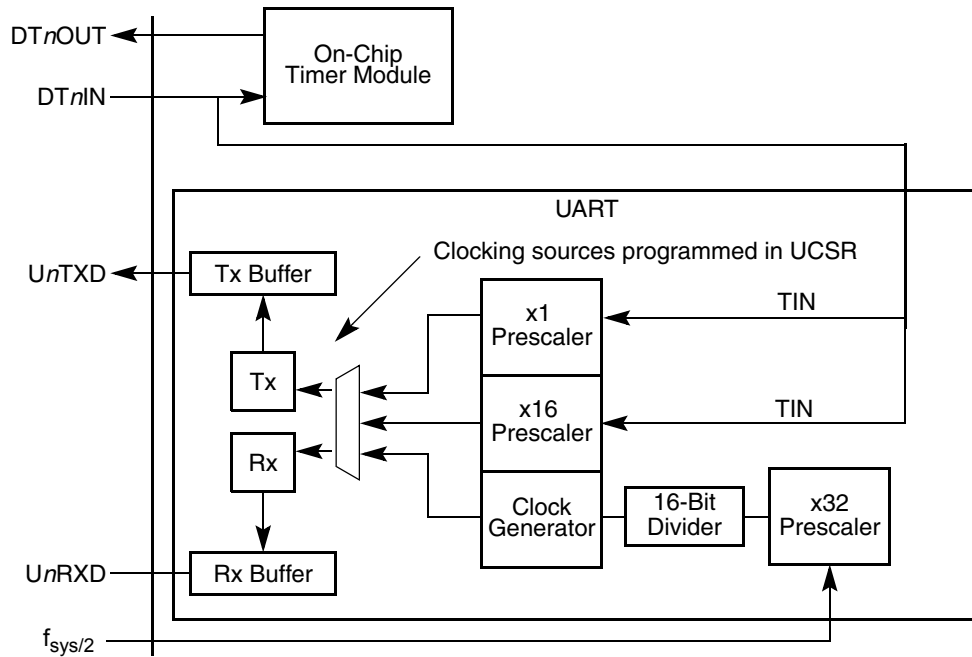 DTnOUT
On-Chip
Timer Module
DTnIN
UART
Clocking sources programmed in UCSR
UnTXD
Tx Buffer
x1
Prescaler
TIN
Tx
x16
Prescaler
TIN
Rx
Clock
Generator
16-Bit
Divider
x32
Prescaler
UnRXD
Rx Buffer
fsys/2